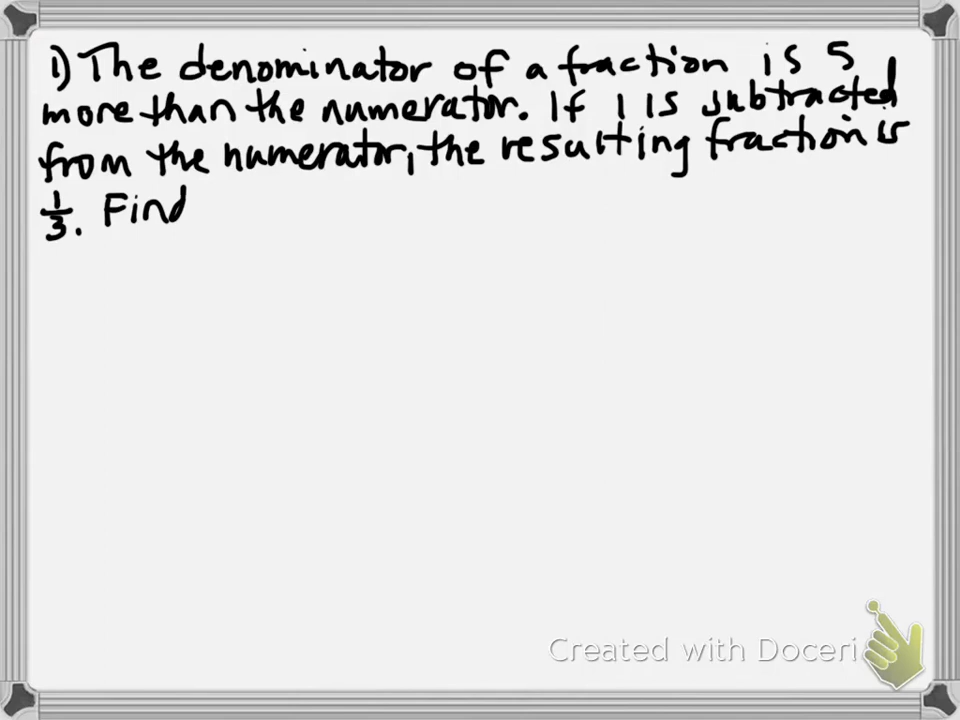 1) The denominator of a fraction is 5
more than the numerator. If 1 is subtracted
from the numerator, the resulting fraction is
1/3. Find
Created with Doceri